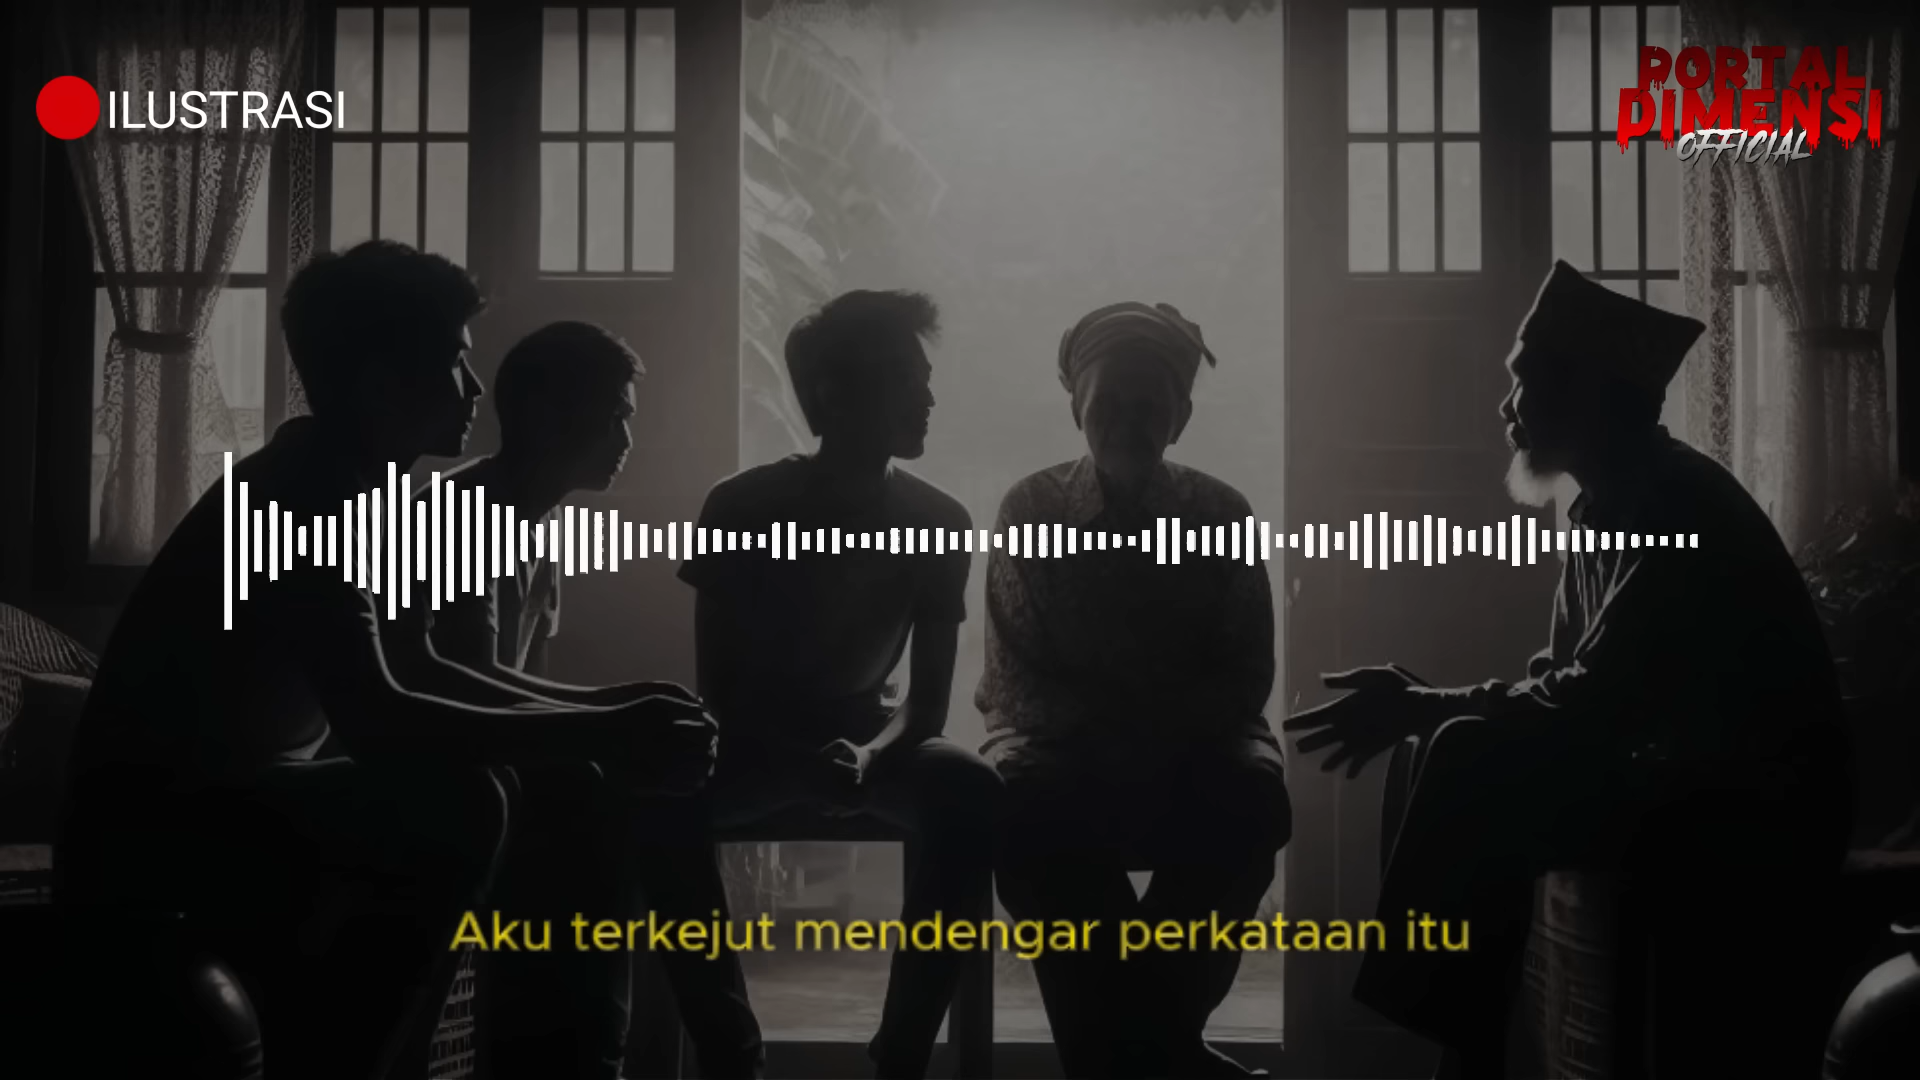 ILUSTRASI
PORTAL
DIMENSI
OFFICIAL
Aku terkejut mendengar perkataan itu